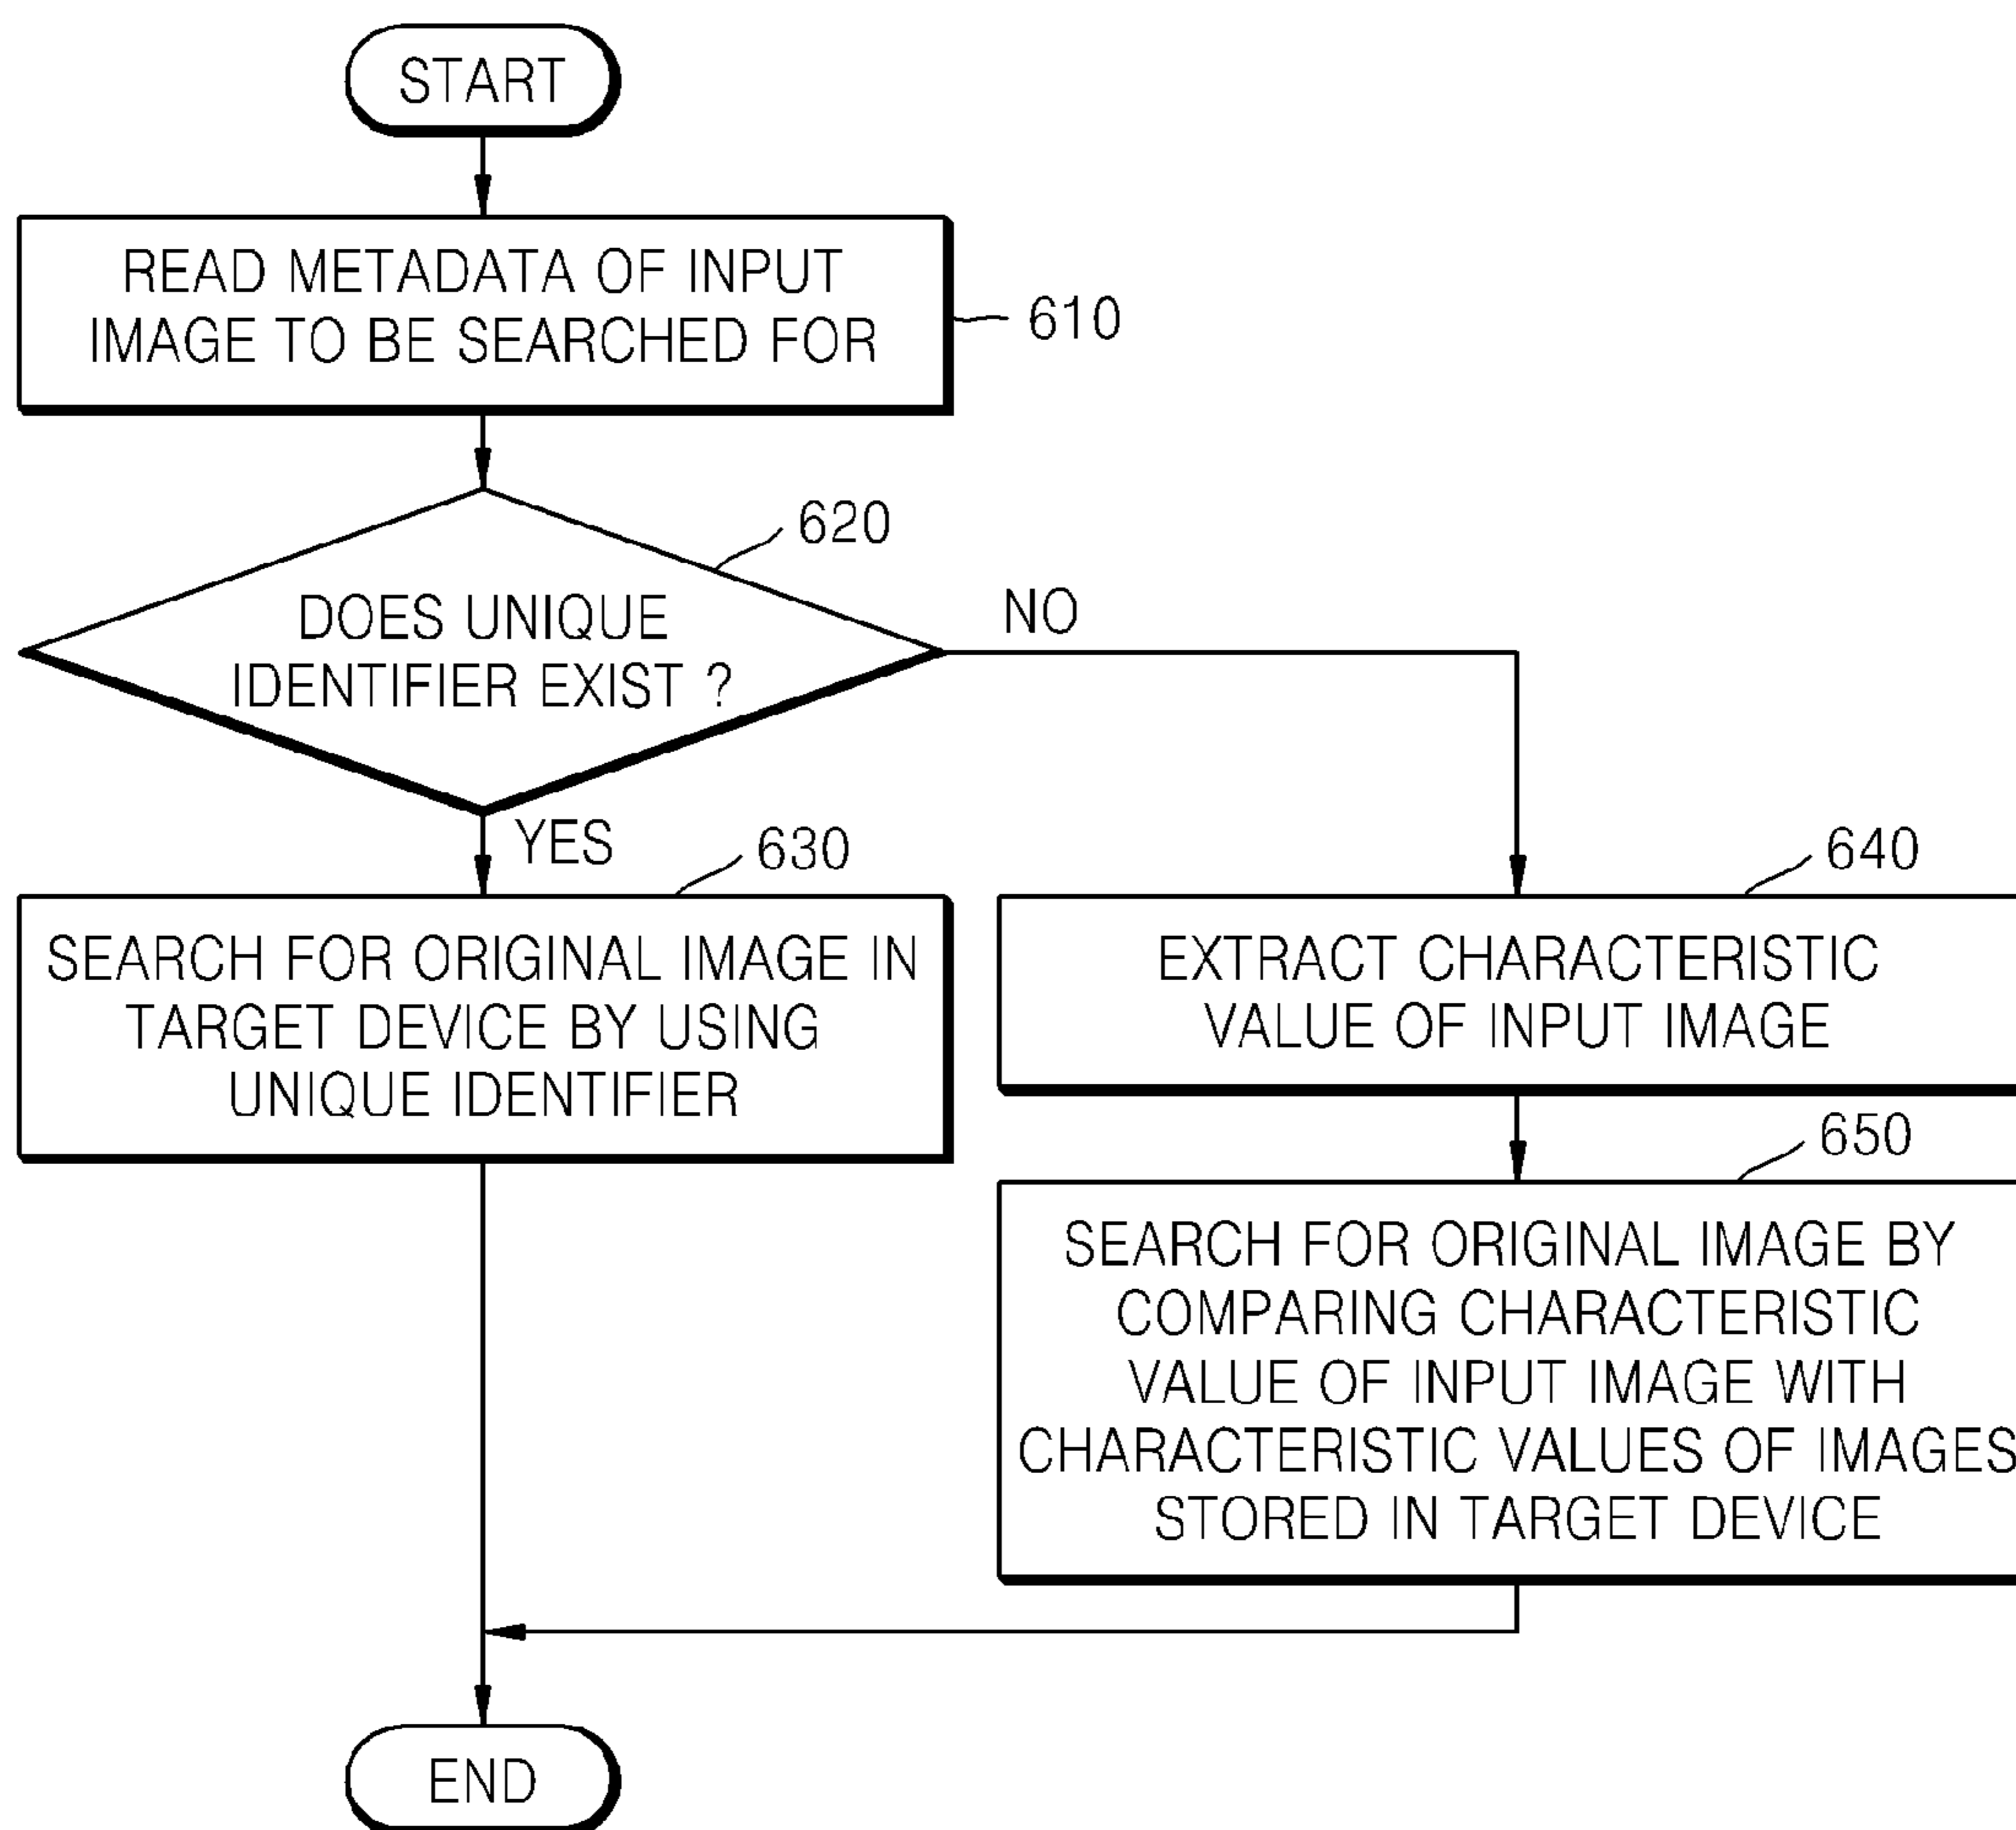 START
READ METADATA OF INPUT
IMAGE TO BE SEARCHED FOR
610
620
DOES UNIQUE
IDENTIFIER EXIST ?
NO
YES
630
SEARCH FOR ORIGINAL IMAGE IN
TARGET DEVICE BY USING
UNIQUE IDENTIFIER
640
EXTRACT CHARACTERISTIC
VALUE OF INPUT IMAGE
650
SEARCH FOR ORIGINAL IMAGE BY
COMPARING CHARACTERISTIC
VALUE OF INPUT IMAGE WITH
CHARACTERISTIC VALUES OF IMAGES
STORED IN TARGET DEVICE
END